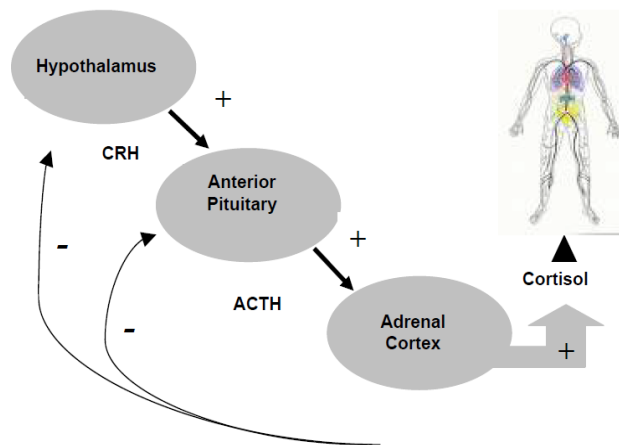 Hypothalamus
+
CRH
Anterior
Pituitary
-
+
Cortisol
-
ACTH
Adrenal
Cortex
+